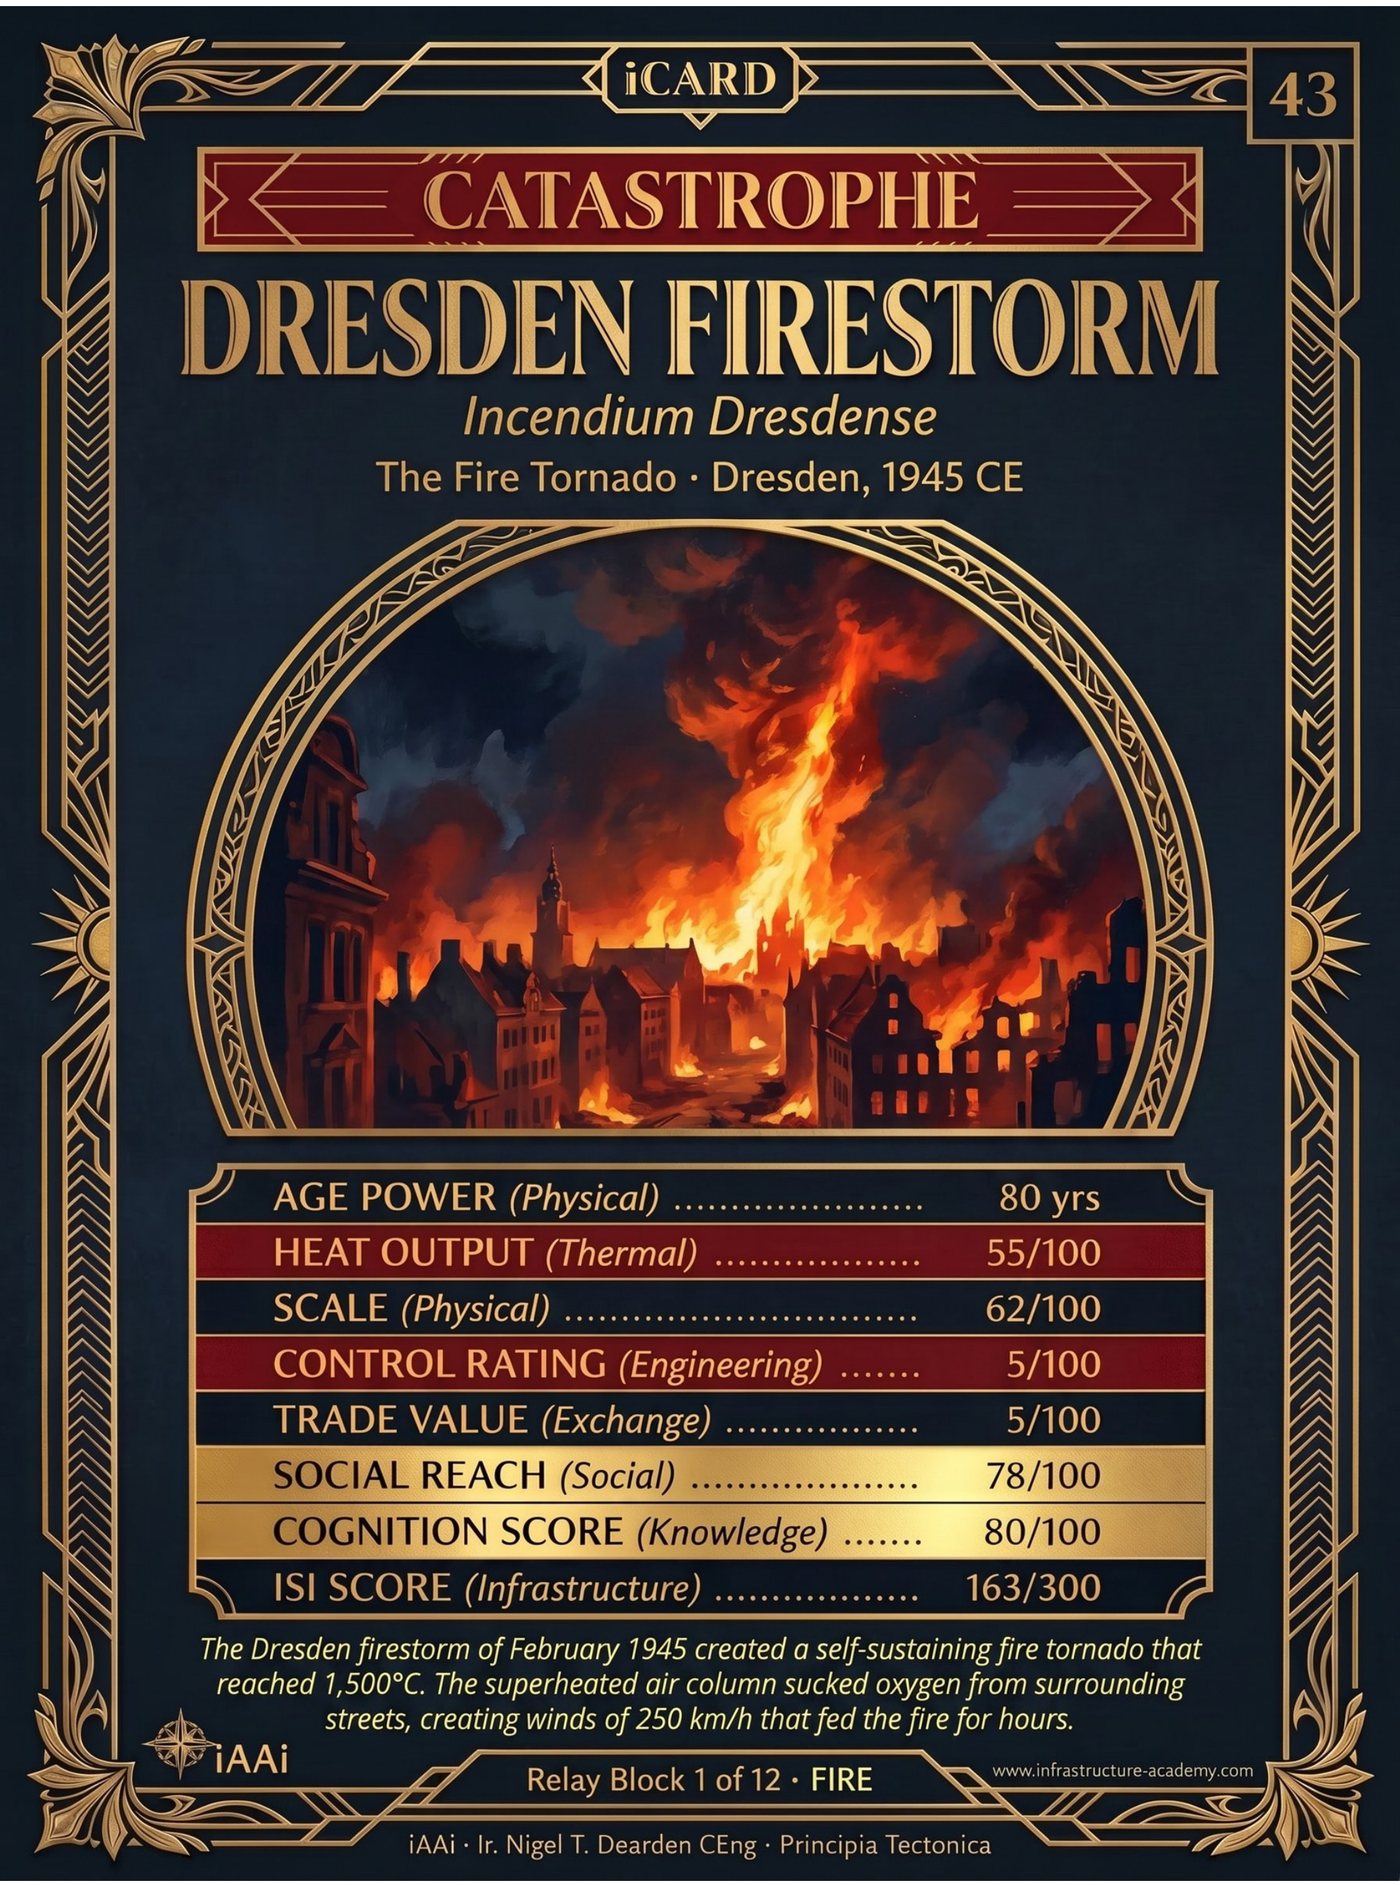 iCARD
43
CATASTROPHE
DRESDEN FIRESTORM
Incendium Dresdense
The Fire Tornado · Dresden, 1945 CE
AGE POWER (Physical) ...................... 80 yrs
HEAT OUTPUT (Thermal) .................. 55/100
SCALE (Physical) ............................... 62/100
CONTROL RATING (Engineering) ....... 5/100
TRADE VALUE (Exchange) ................. 5/100
SOCIAL REACH (Social) .................... 78/100
COGNITION SCORE (Knowledge) ....... 80/100
ISI SCORE (Infrastructure) .................. 163/300
The Dresden firestorm of February 1945 created a self-sustaining fire tornado that
reached 1,500°C. The superheated air column sucked oxygen from surrounding
streets, creating winds of 250 km/h that fed the fire for hours.
iAAi
Relay Block 1 of 12 · FIRE
www.infrastructure-academy.com
iAAi · Ir. Nigel T. Dearden CEng · Principia Tectonica